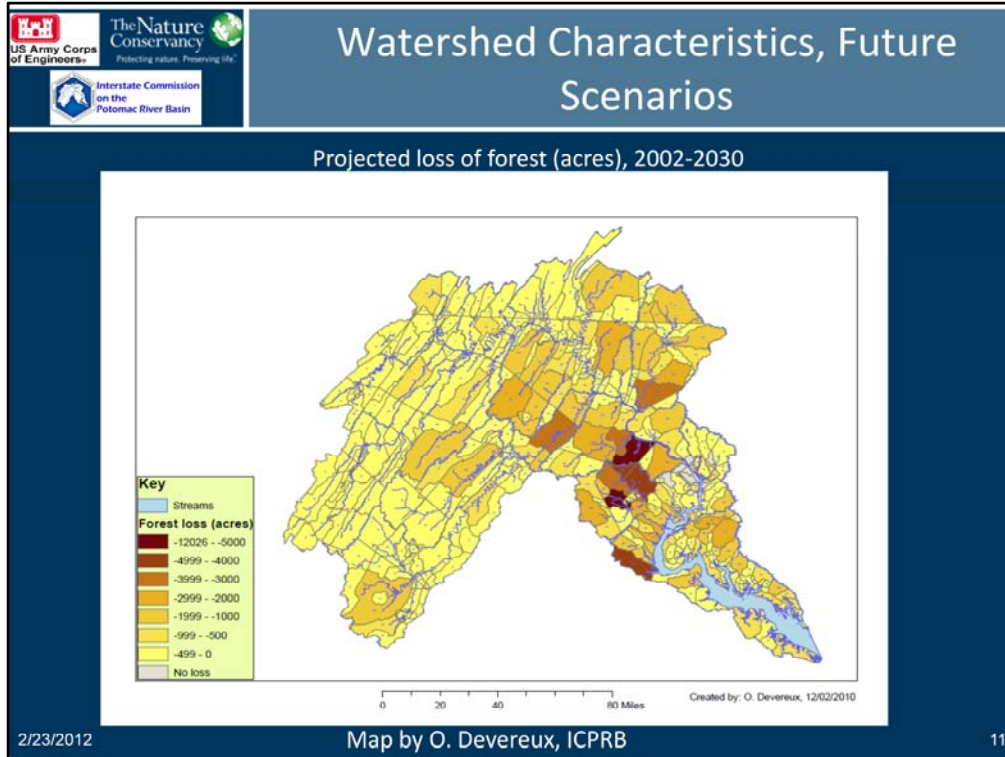 US Army Corps
of Engineers®
The Nature
Conservancy
Protecting nature. Preserving life.
Interstate Commission
on the
Potomac River Basin
Watershed Characteristics, Future
Scenarios
Projected loss of forest (acres), 2002-2030
Key
Streams
Forest loss (acres)
-12026 - -5000
-4999 - -4000
-3999 - -3000
-2999 - -2000
-1999 - -1000
-999 - -500
-499 - 0
No loss
0 20 40 80 Miles
Created by: O. Devereux, 12/02/2010
2/23/2012
Map by O. Devereux, ICPRB
11